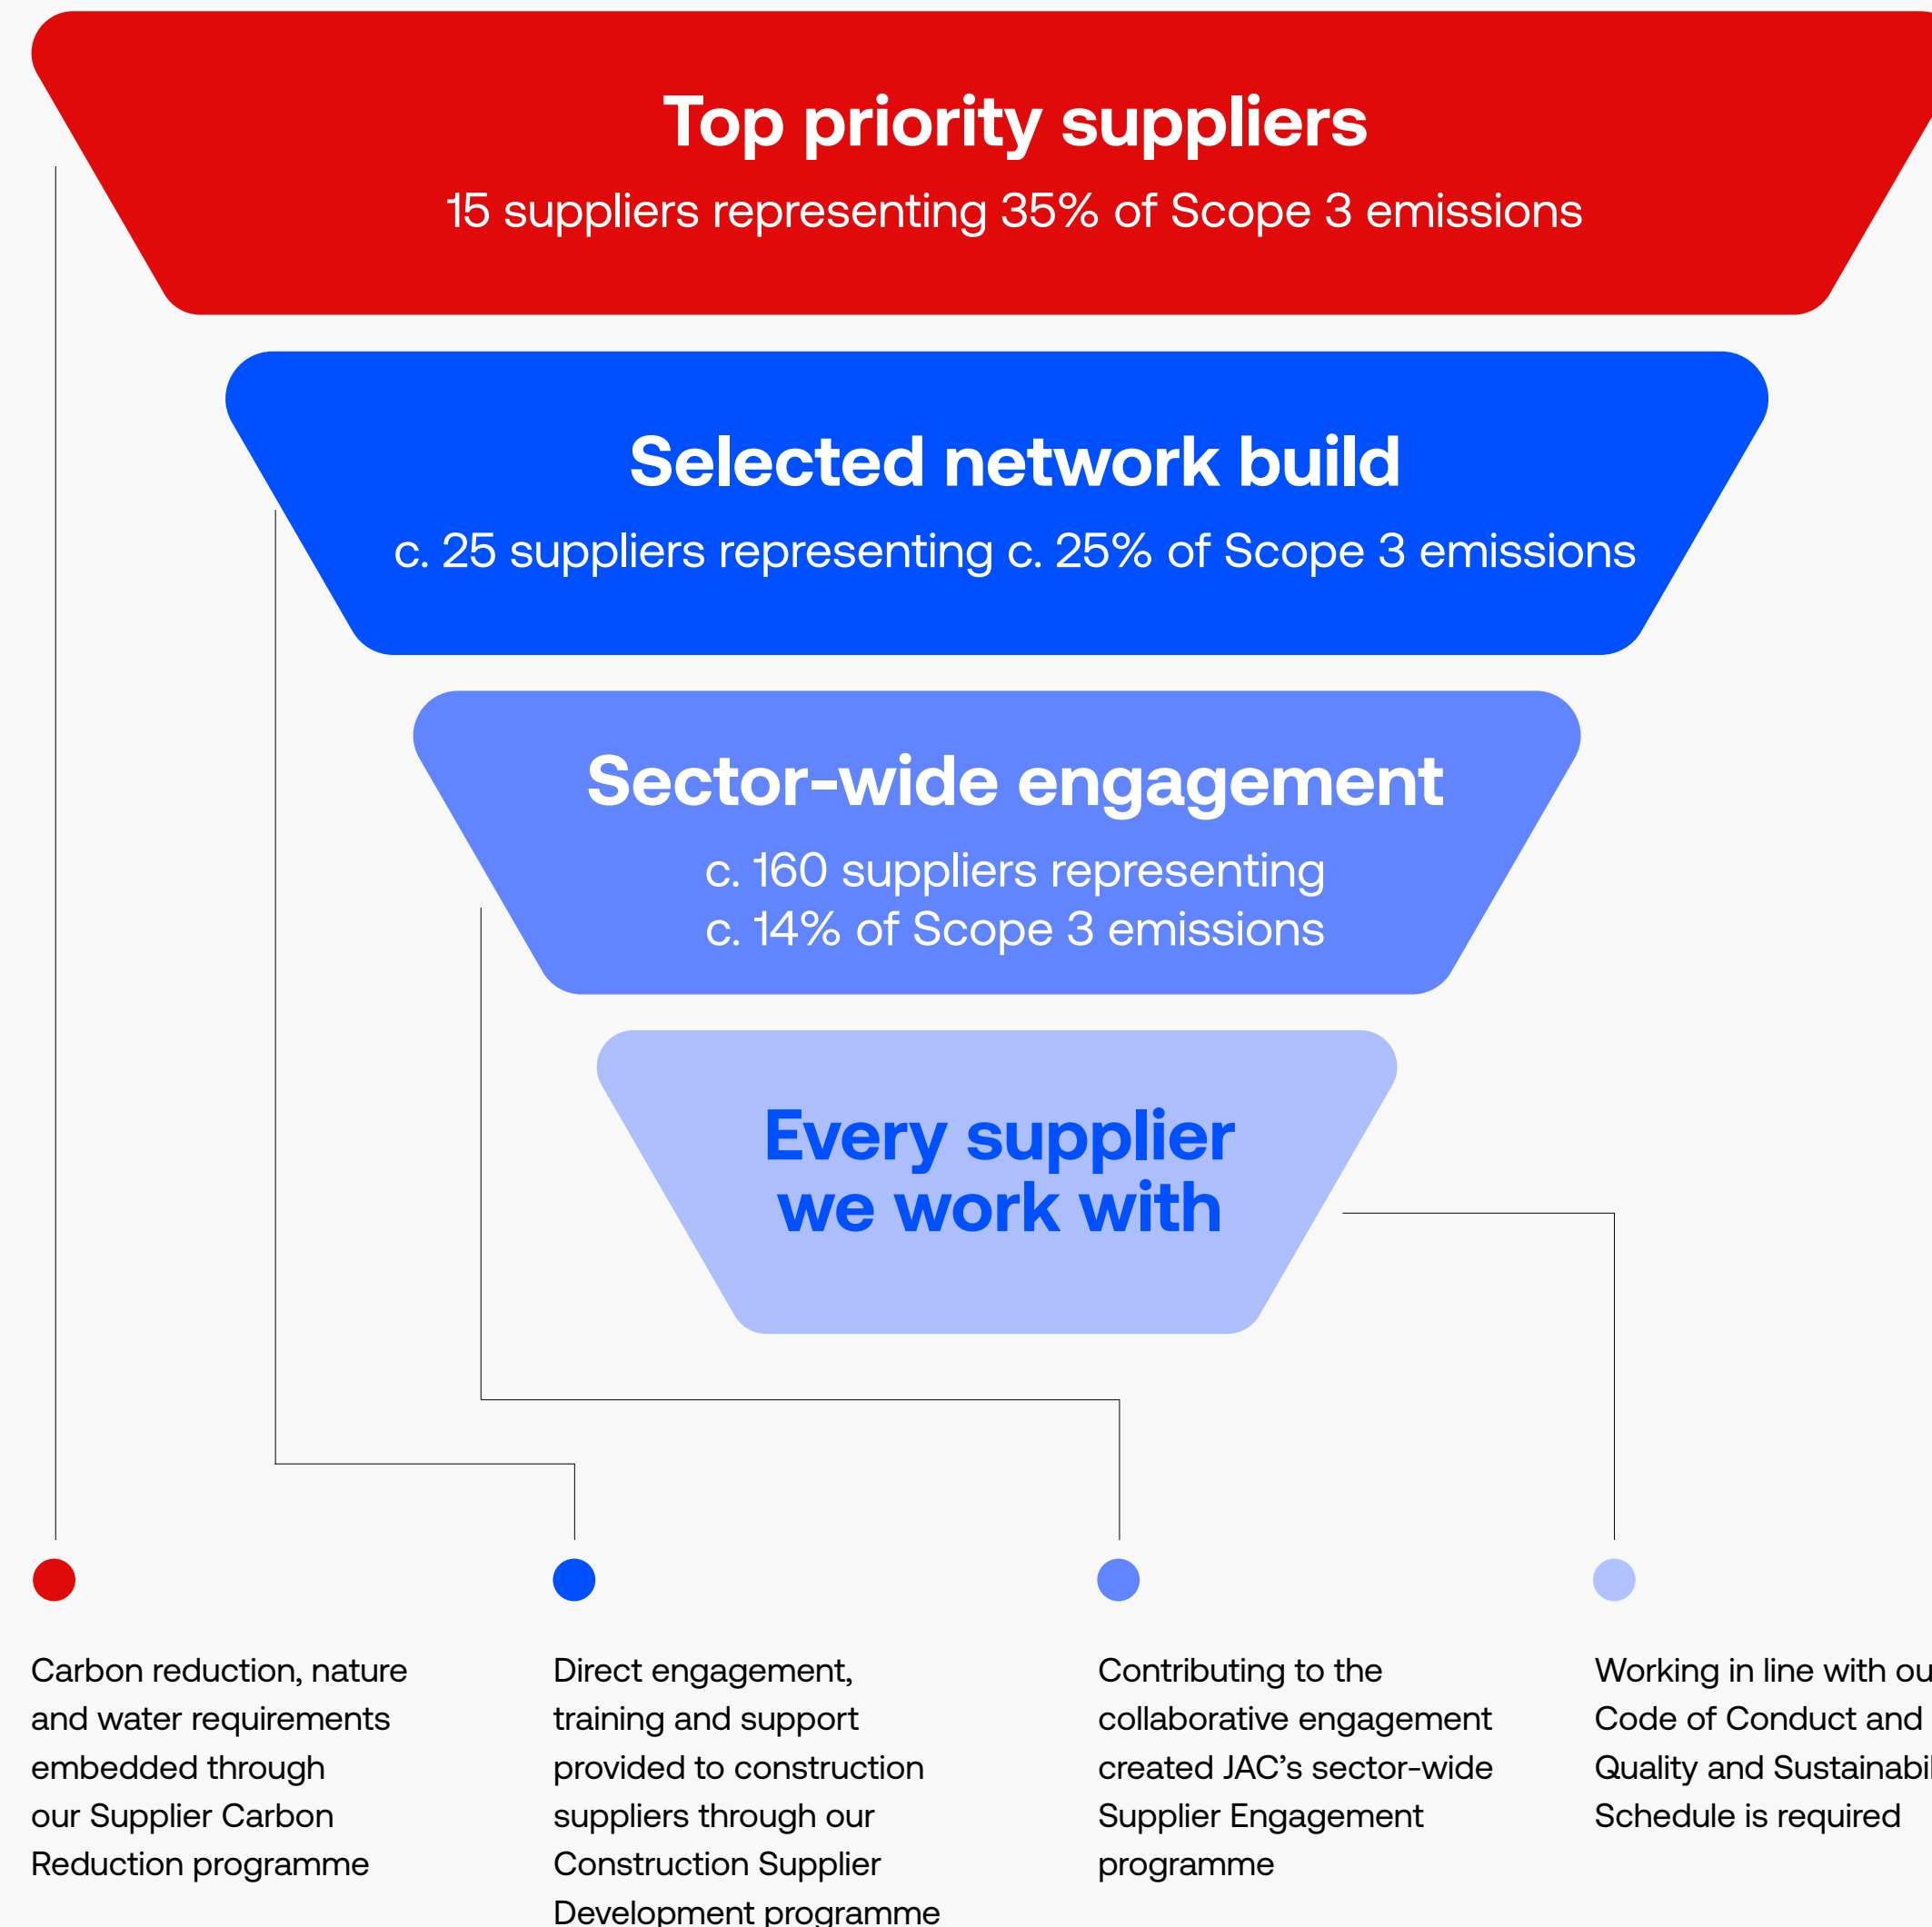 Top priority suppliers
15 suppliers representing 35% of Scope 3 emissions
Selected network build
c. 25 suppliers representing c. 25% of Scope 3 emissions
Sector-wide engagement
c. 160 suppliers representing
c. 14% of Scope 3 emissions
Every supplier
we work with
Carbon reduction, nature
and water requirements
embedded through
our Supplier Carbon
Reduction programme
Direct engagement,
training and support
provided to construction
suppliers through our
Construction Supplier
Development programme
Contributing to the
collaborative engagement
created JAC’s sector-wide
Supplier Engagement
programme
Working in line with
Code of Conduct and
Quality and
Schedule is required